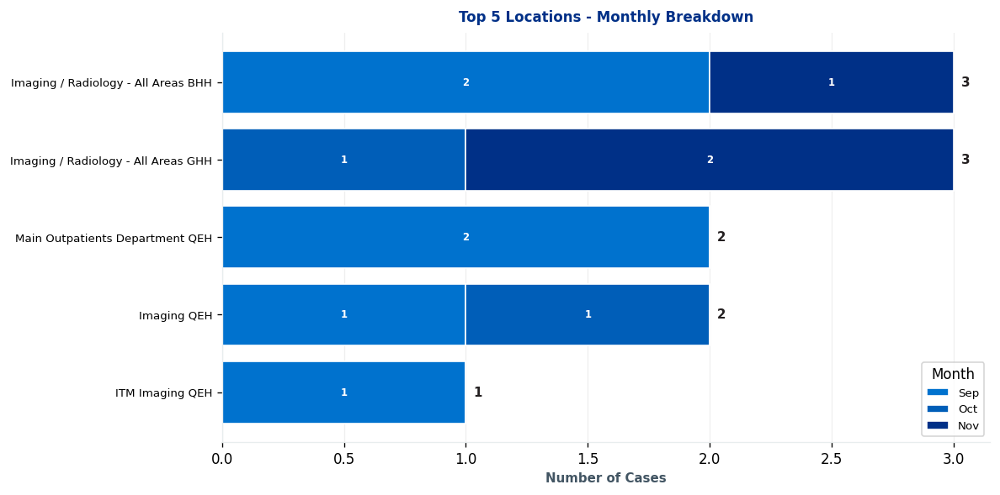 Top 5 Locations - Monthly Breakdown
Imaging / Radiology - All Areas BHH 2 1 3
Imaging / Radiology - All Areas GHH 1 2 3
Main Outpatients Department QEH 2 2
Imaging QEH 1 1 2
ITM Imaging QEH 1 1
Month
Sep
Oct
Nov
0.0 0.5 1.0 1.5 2.0 2.5 3.0
Number of Cases